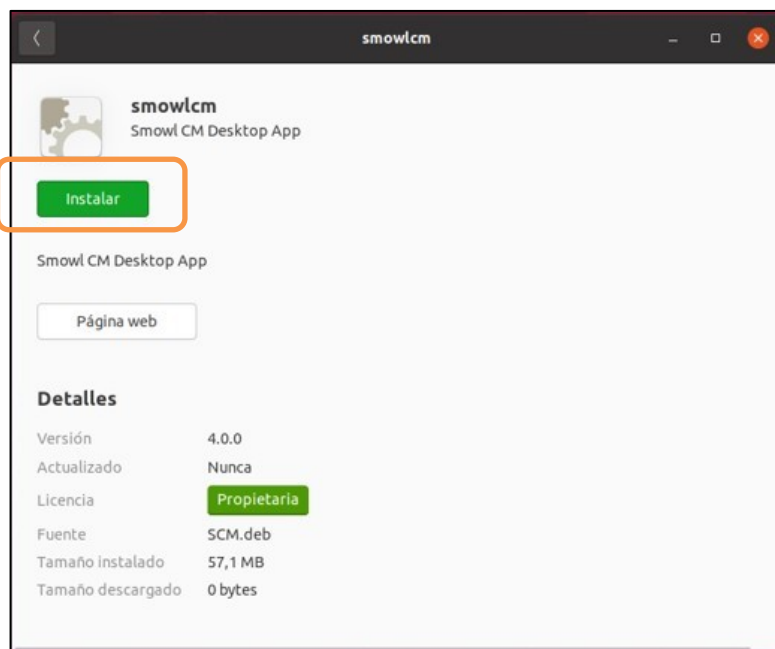 smowlcm
smowlcm
Smowl CM Desktop App
Instalar
Smowl CM Desktop App
Página web
Detalles
Versión 4.0.0
Actualizado Nunca
Licencia Propietaria
Fuente SCM.deb
Tamaño instalado 57,1 MB
Tamaño descargado 0 bytes